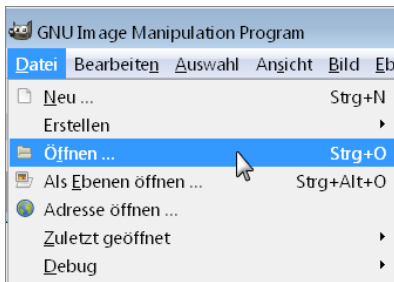 GNU Image Manipulation Program
Datei Bearbeiten Auswahl Ansicht Bild Eb
Neu ... Strg+N
Erstellen
Öffnen ... Strg+O
Als Ebenen öffnen ... Strg+Alt+O
Adresse öffnen ...
Zuletzt geöffnet
Debug